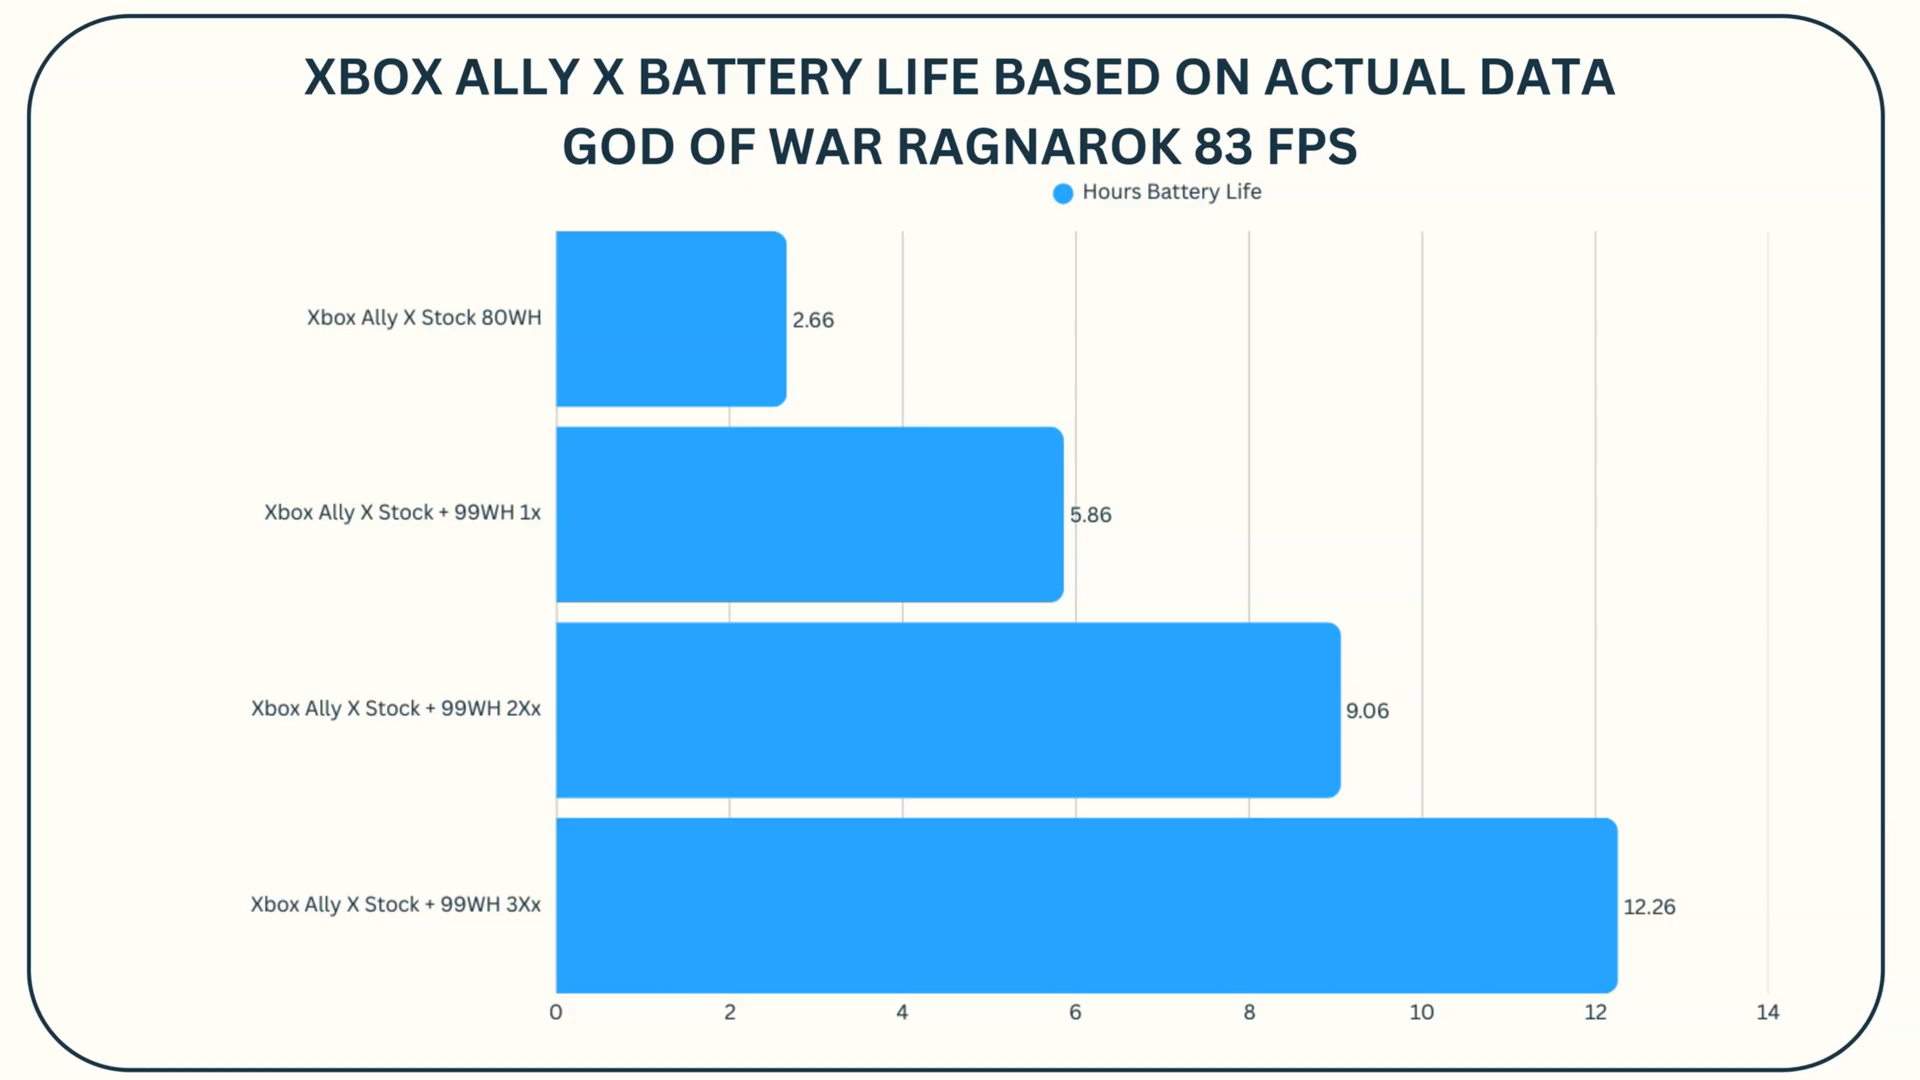 XBOX ALLY X BATTERY LIFE BASED ON ACTUAL DATA
GOD OF WAR RAGNAROK 83 FPS
Hours Battery Life
Xbox Ally X Stock 80WH
2.66
Xbox Ally X Stock + 99WH 1x
5.86
Xbox Ally X Stock + 99WH 2Xx
9.06
Xbox Ally X Stock + 99WH 3Xx
12.26
0 2 4 6 8 10 12 14